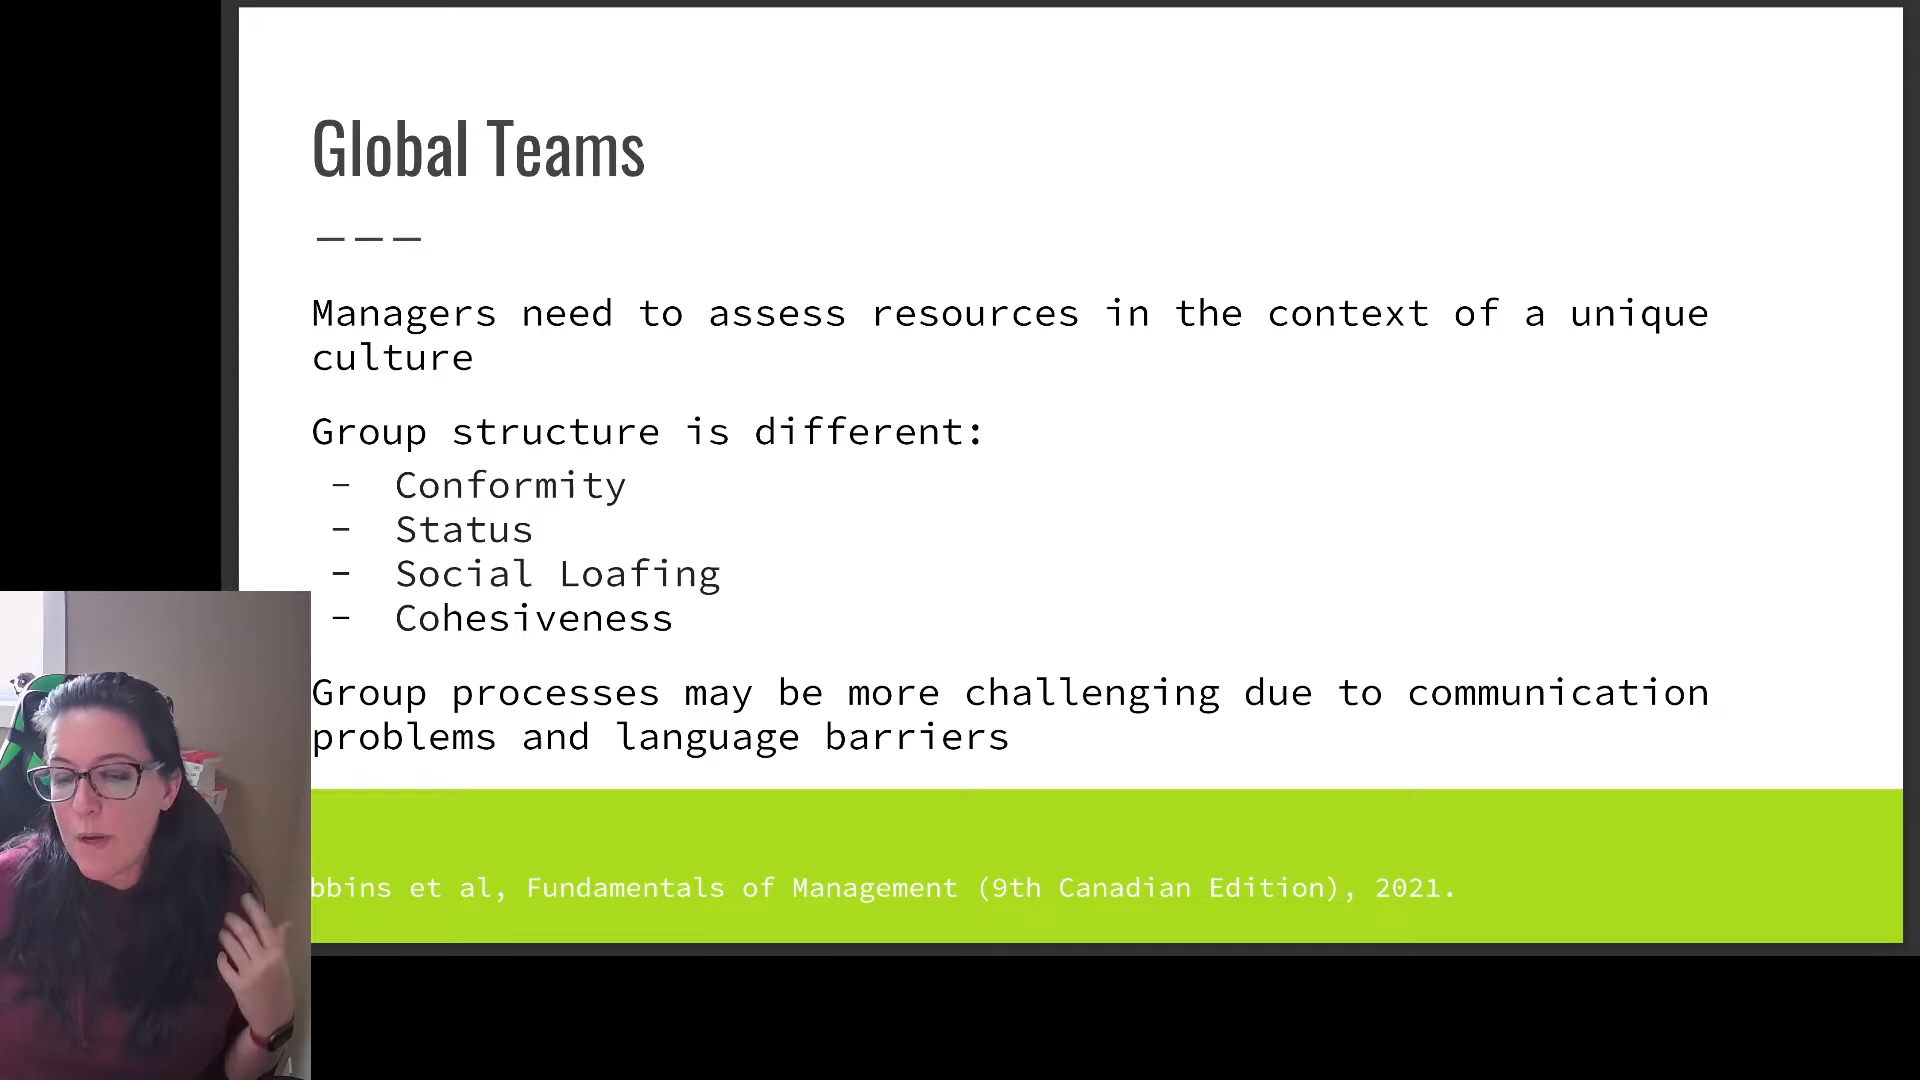 Global Teams
Managers need to assess resources in the context of a unique
culture
Group structure is different:
- Conformity
- Status
- Social Loafing
- Cohesiveness
Group processes may be more challenging due to communication
problems and language barriers
bbins et al, Fundamentals of Management (9th Canadian Edition), 2021.